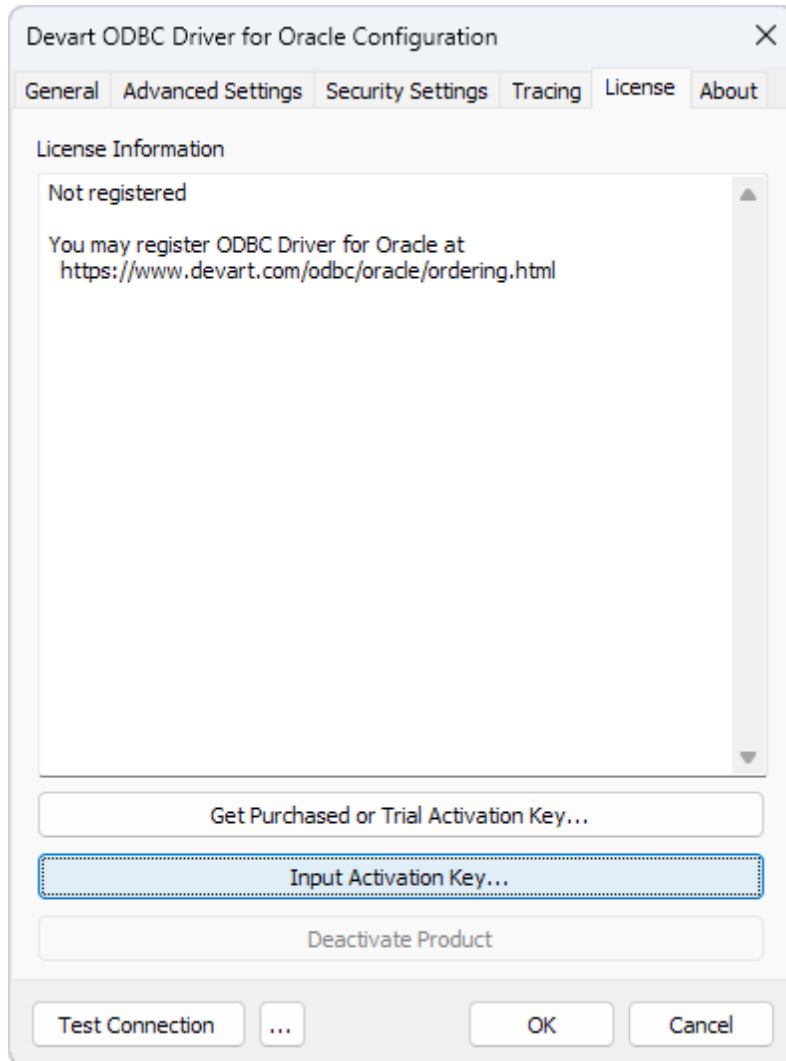 Devart ODBC Driver for Oracle Configuration
General Advanced Settings Security Settings Tracing License About
License Information
Not registered
You may register ODBC Driver for Oracle at
https://www.devart.com/odbc/oracle/ordering.html
Get Purchased or Trial Activation Key...
Input Activation Key...
Deactivate Product
Test Connection ... OK Cancel